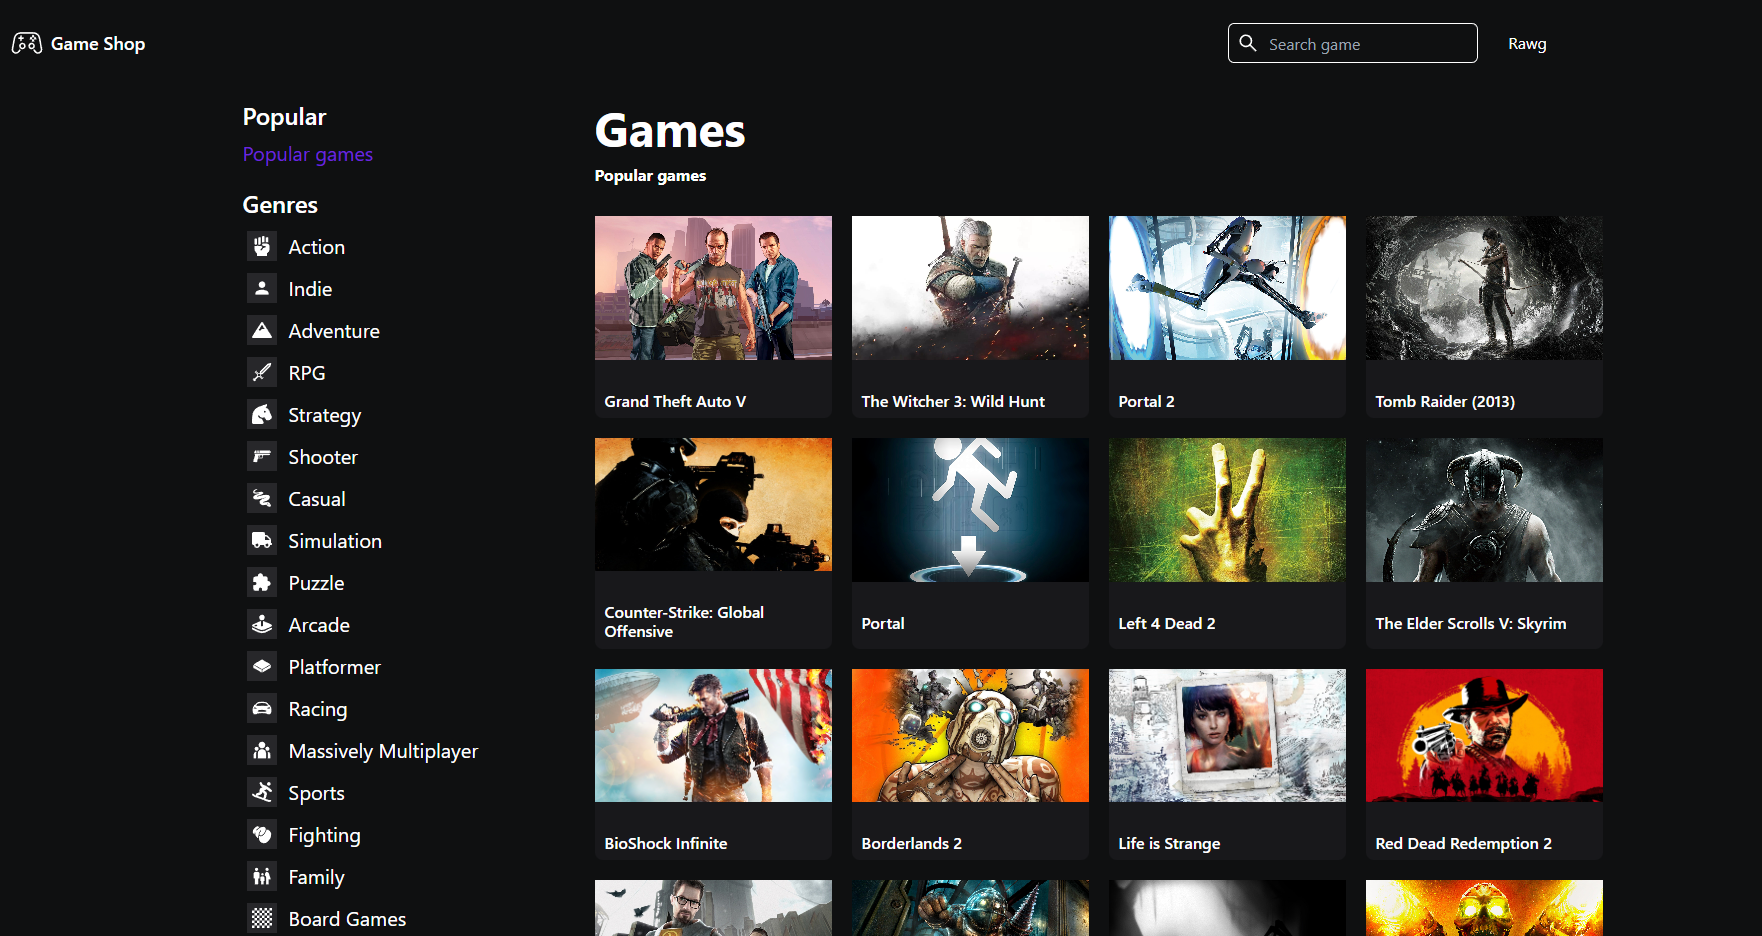 Game Shop
Search game
Rawg
Popular
Popular games
Genres
Action
Indie
Adventure
RPG
Strategy
Shooter
Casual
Simulation
Puzzle
Arcade
Platformer
Racing
Massively Multiplayer
Sports
Fighting
Family
Board Games
Games
Popular games
Grand Theft Auto V
The Witcher 3: Wild Hunt
Portal 2
Tomb Raider (2013)
Counter-Strike: Global
Offensive
Portal
Left 4 Dead 2
The Elder Scrolls V: Skyrim
BioShock Infinite
Borderlands 2
Life is Strange
Red Dead Redemption 2